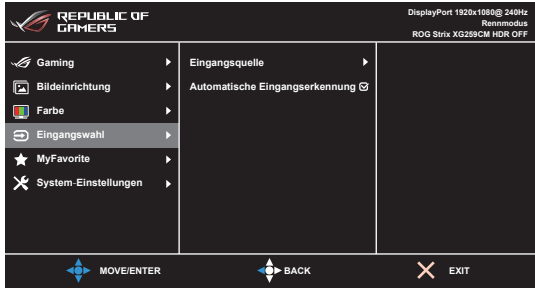 REPUBLIC OF
GAMERS
DisplayPort 1920x1080@ 240Hz
Rennmodus
ROG Strix XG259CM HDR OFF
Gaming
Bildeinrichtung
Farbe
Eingangswahl
MyFavorite
System-Einstellungen
Eingangsquelle
Automatische Eingangserkennung
MOVE/ENTER
BACK
EXIT